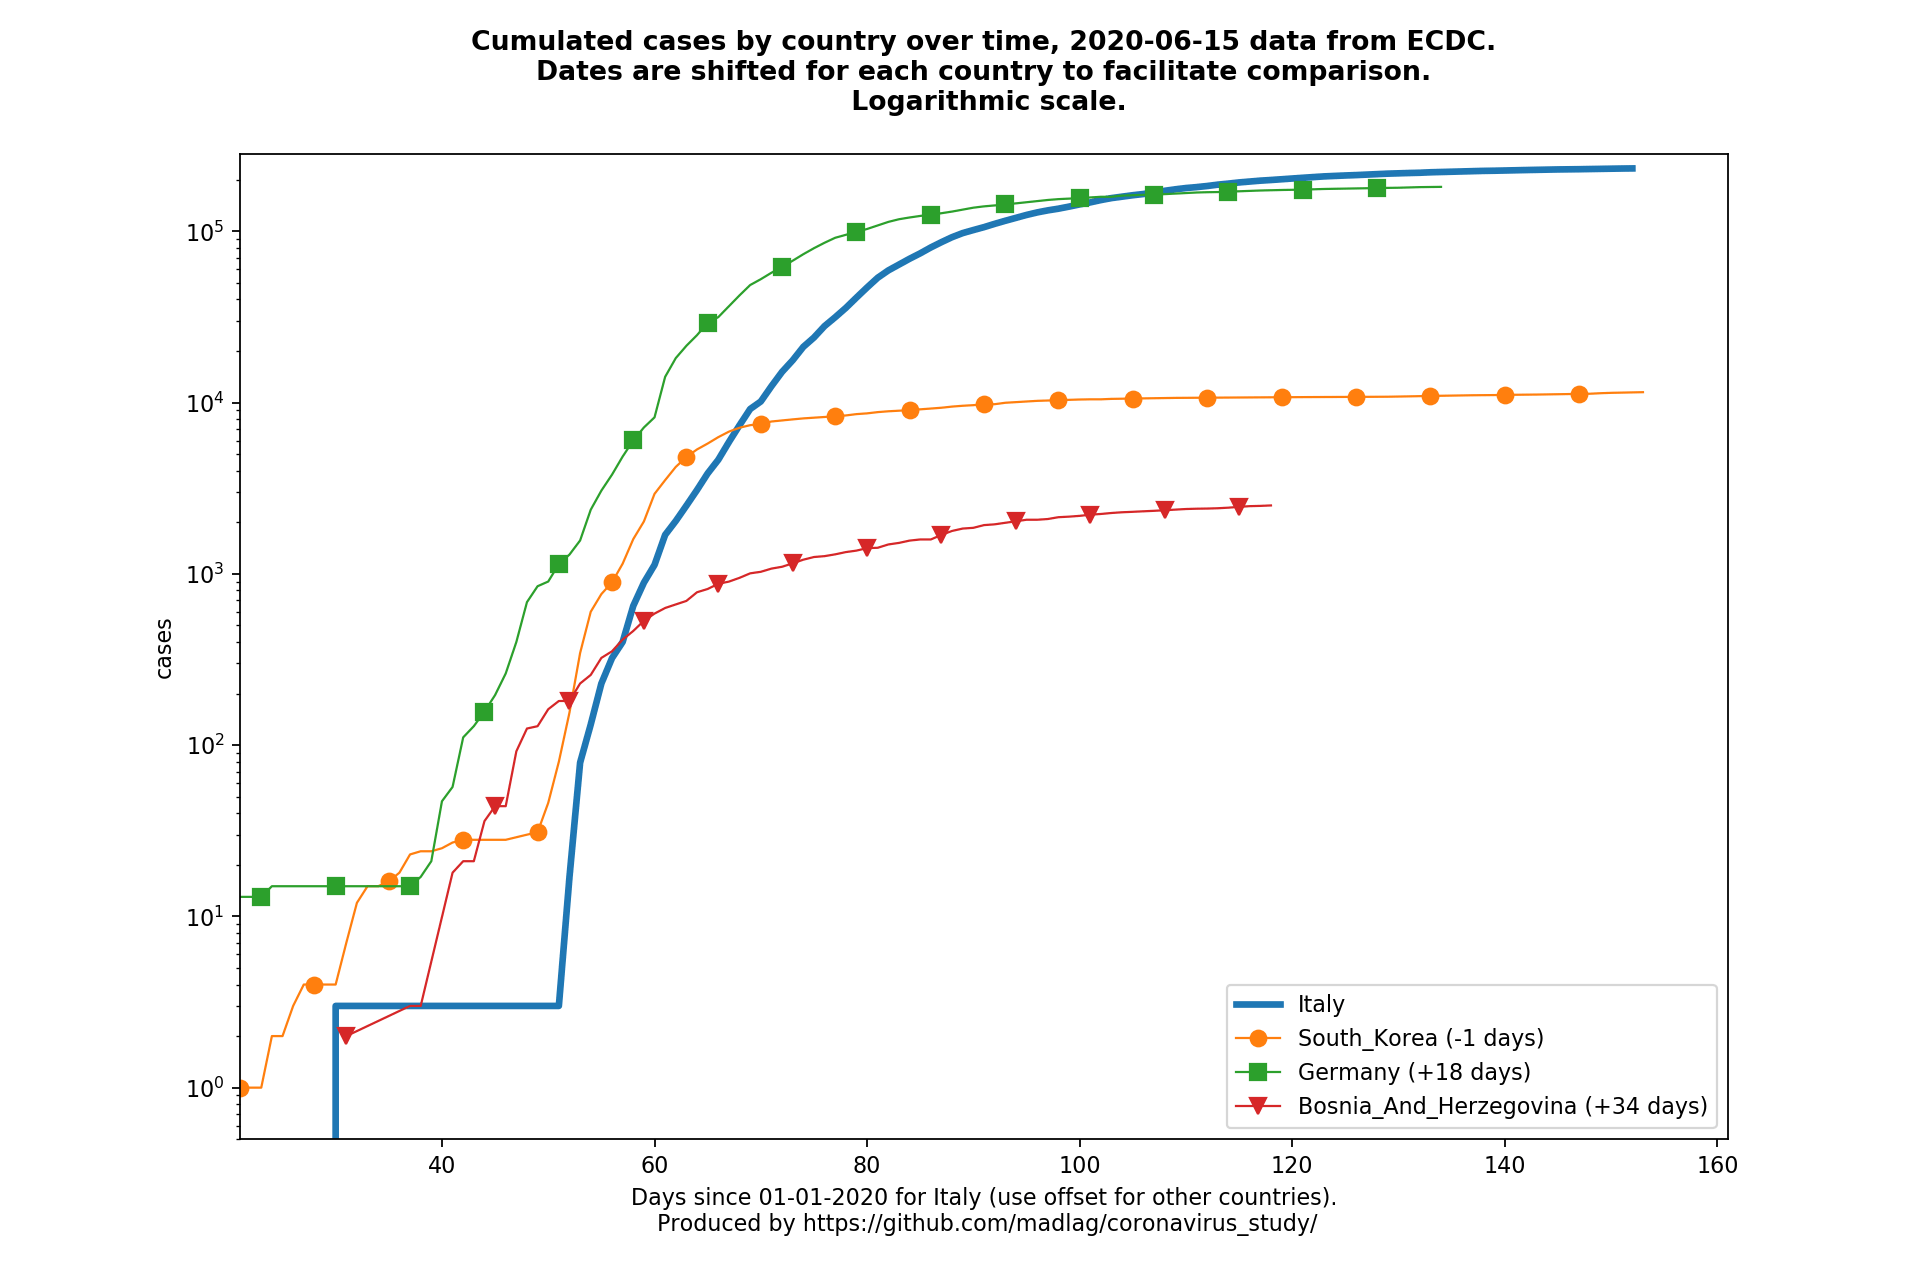 Cumulated cases by country over time, 2020-06-15 data from ECDC.
Dates are shifted for each country to facilitate comparison.
Logarithmic scale.
10^5
10^4
10^3
10^2
10^1
10^0
cases
Italy
South_Korea (-1 days)
Germany (+18 days)
Bosnia_And_Herzegovina (+34 days)
40 60 80 100 120 140 160
Days since 01-01-2020 for Italy (use offset for other countries).
Produced by https://github.com/madlag/coronavirus_study/